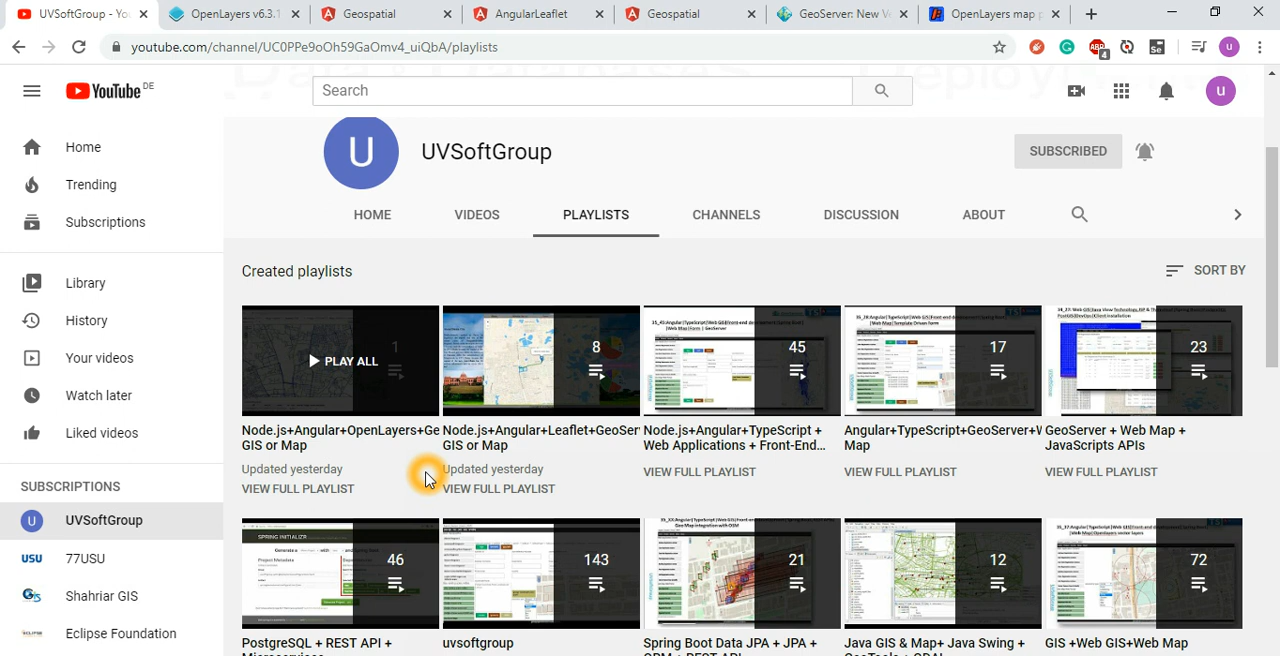 UVSoftGroup - Yo
OpenLayers v6.3.1
Geospatial
AngularLeaflet
Geospatial
GeoServer: New V
OpenLayers map p
youtube.com/channel/UC0PPe9oOh59GaOmv4_uiQbA/playlists
ABP
4
Se
u
YouTube DE
Search
u
Home
Trending
Subscriptions
Library
History
Your videos
Watch later
Liked videos
SUBSCRIPTIONS
U UVSoftGroup
USU 77USU
Shahriar GIS
Eclipse Foundation
U
UVSoftGroup
SUBSCRIBED
HOME VIDEOS PLAYLISTS CHANNELS DISCUSSION ABOUT
Created playlists
SORT BY
PLAY ALL
1
8
45
17
23
Node.js+Angular+OpenLayers+Ge
GIS or Map
Updated yesterday
VIEW FULL PLAYLIST
Node.js+Angular+Leaflet+GeoSer
GIS or Map
Updated yesterday
VIEW FULL PLAYLIST
Node.js+Angular+TypeScript +
Web Applications + Front-End...
VIEW FULL PLAYLIST
Angular+TypeScript+GeoServer+W
Map
VIEW FULL PLAYLIST
GeoServer + Web Map +
JavaScripts APIs
VIEW FULL PLAYLIST
SPRING INITIALIZR
46
143
21
12
72
PostgreSQL + REST API +
uvsoftgroup
Spring Boot Data JPA + JPA +
Java GIS & Map+ Java Swing +
GIS +Web GIS+Web Map